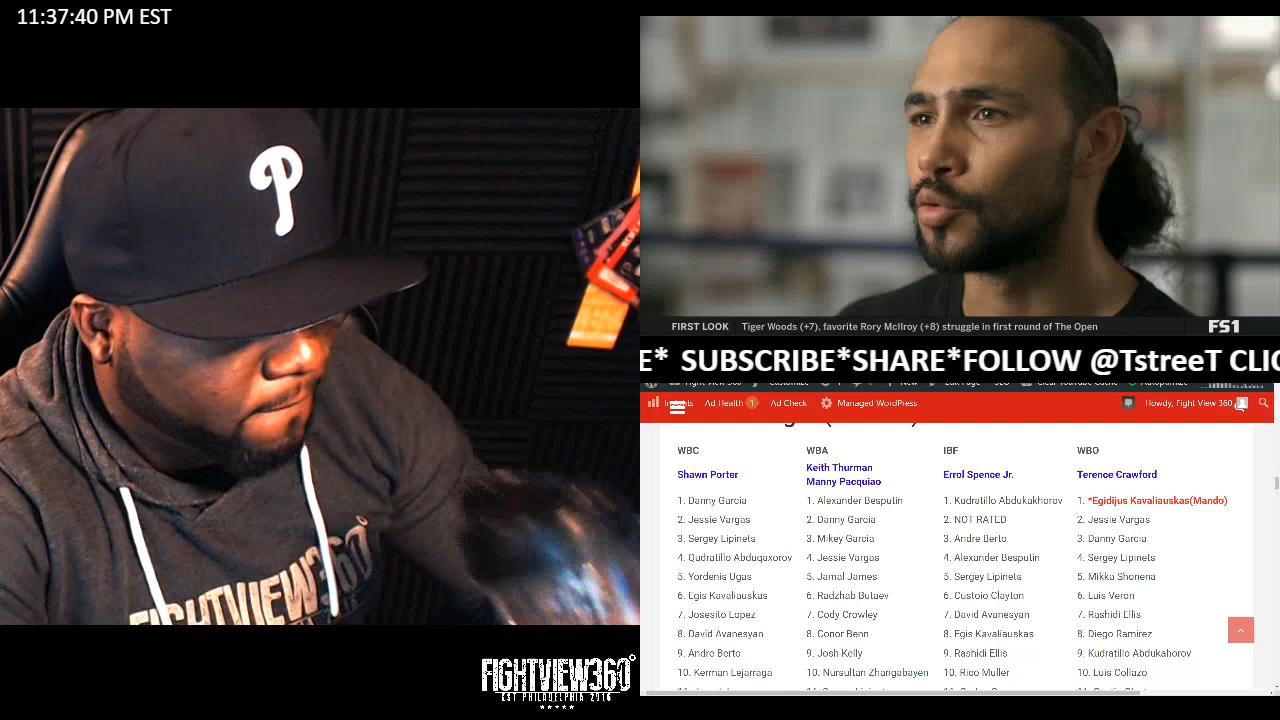 11:37:40 PM EST
P
FIGHTVIEW360°
FIGHTVIEW360°
EST PHILADELPHIA 2016
FIRST LOOK Tiger Woods (+7), favorite Rory McIlroy (+8) struggle in first round of The Open FS1
E* SUBSCRIBE*SHARE*FOLLOW @TstreeT CLIC
Ad Health 1 Ad Check Managed WordPress Howdy, Fight View 360
WBC WBA IBF WBO
Shawn Porter Keith Thurman Errol Spence Jr. Terence Crawford
Manny Pacquiao
1. Danny Garcia 1. Alexander Besputin 1. Kudratillo Abdukakhorov 1. *Egidijus Kavaliauskas(Mando)
2. Jessie Vargas 2. Danny Garcia 2. NOT RATED 2. Jessie Vargas
3. Sergey Lipinets 3. Mikey Garcia 3. Andre Berto 3. Danny Garcia
4. Qudratillo Abduqaxorov 4. Jessie Vargas 4. Alexander Besputin 4. Sergey Lipinets
5. Yordenis Ugas 5. Jamal James 5. Sergey Lipinets 5. Mikka Shonena
6. Egis Kavaliauskas 6. Radzhab Butaev 6. Custoio Clayton 6. Luis Veron
7. Josesito Lopez 7. Cody Crowley 7. David Avanesyan 7. Rashidi Ellis
8. David Avanesyan 8. Conor Benn 8. Egis Kavaliauskas 8. Diego Ramirez
9. Andre Berto 9. Josh Kelly 9. Rashidi Ellis 9. Kudratillo Abdukahorov
10. Kerman Lejarraga 10. Nursultan Zhangabayen 10. Rico Muller 10. Luis Collazo